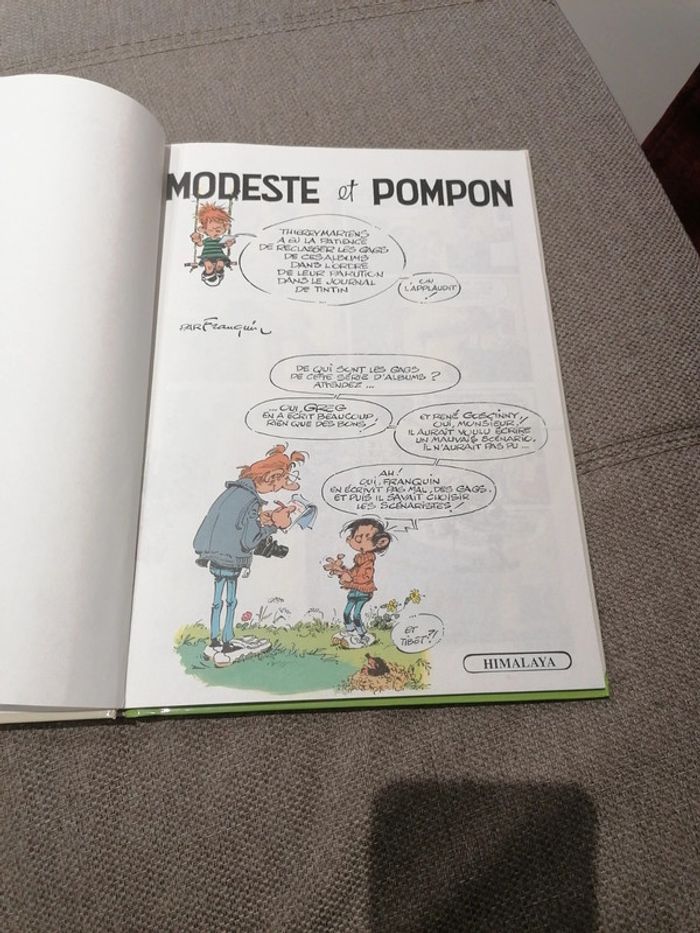 MODESTE et POMPON
THIERRY MARTENS
A EU LA PATIENCE
DE RECLASSER LES GAGS
DE CES ALBUMS
DANS L'ORDRE
DE LEUR PARUTION
DANS LE JOURNAL
DE TINTIN
ON
L'APPLAUDIT
!
PAR Franquin
DE QUI SONT LES GAGS
DE CETTE SÉRIE D'ALBUMS ?
ATTENDEZ ...
... OUI, GREG
EN A ÉCRIT BEAUCOUP,
RIEN QUE DES BONS !
ET RENÉ GOSCINNY,
OUI, MONSIEUR !
IL AURAIT VOULU ÉCRIRE
UN MAUVAIS SCÉNARIO,
IL N'AURAIT PAS PU ...
AH !
OUI, FRANQUIN
EN ÉCRIVIT PAS MAL, DES GAGS.
ET PUIS IL SAVAIT CHOISIR
LES SCÉNARISTES !
ET
TIBET ?!
HIMALAYA